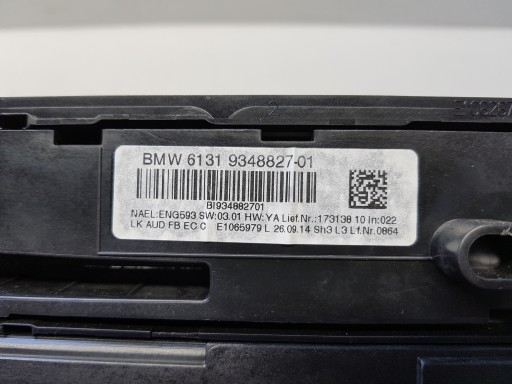 BMW 6131 9348827-01
BI934882701
NAEL:ENG593 SW:03.01 HW:YA Lief.Nr.:173138 10 In:022
LK AUD FB EC C E1065979 L 26.09.14 Sh3 L3 Lf.Nr.0864